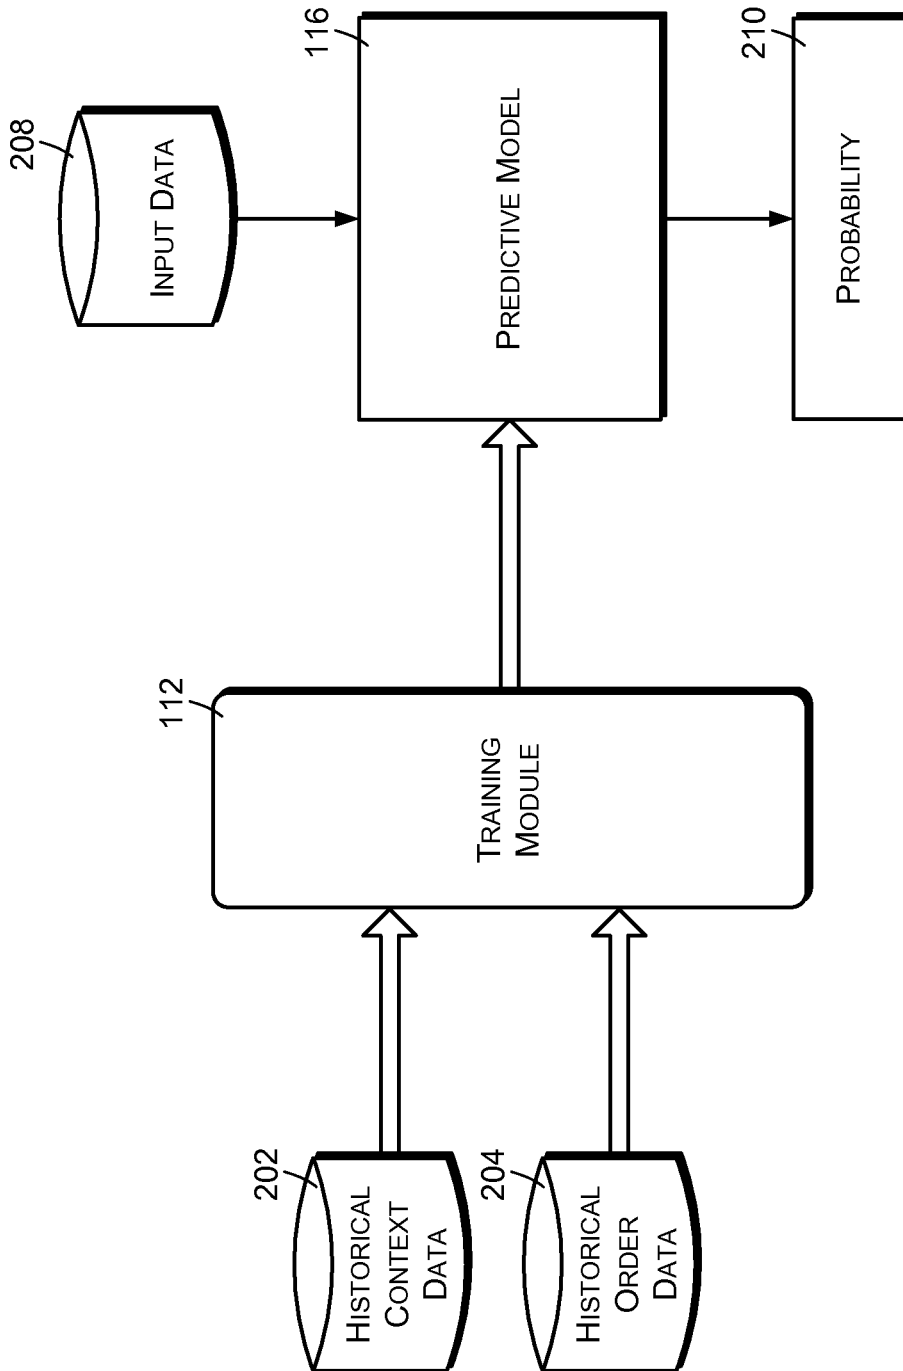 202
HISTORICAL
CONTEXT
DATA
204
HISTORICAL
ORDER
DATA
112
TRAINING
MODULE
208
INPUT DATA
116
PREDICTIVE MODEL
210
PROBABILITY